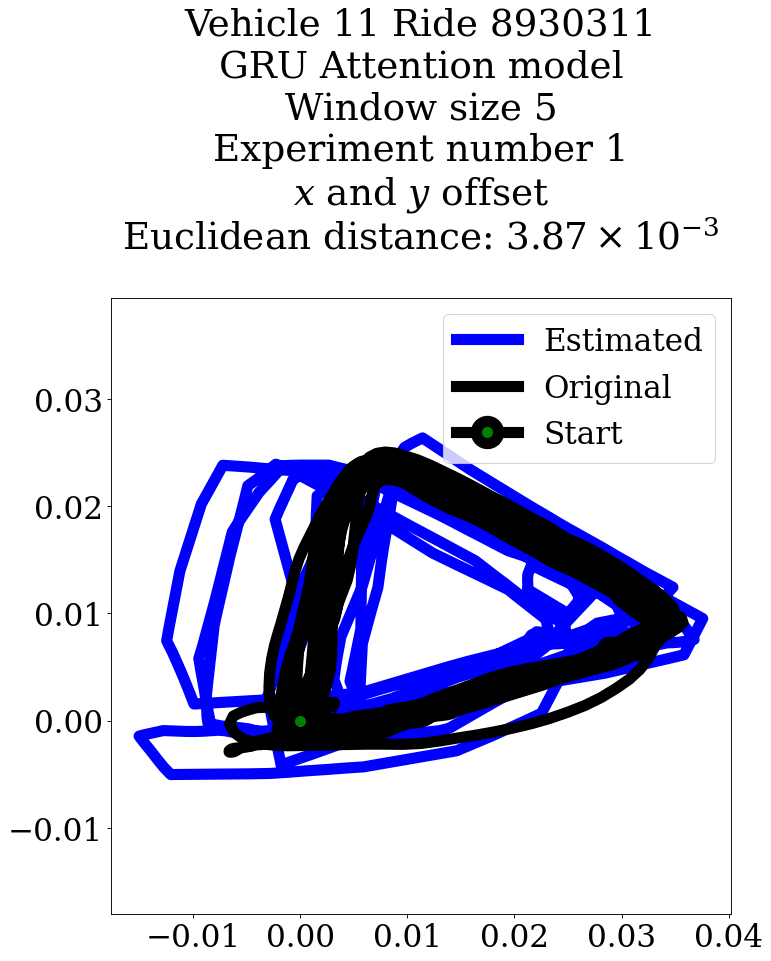 Vehicle 11 Ride 8930311
GRU Attention model
Window size 5
Experiment number 1
x and y offset
Euclidean distance: 3.87 × 10⁻³
Estimated
Original
Start
0.03
0.02
0.01
0.00
−0.01
−0.01 0.00 0.01 0.02 0.03 0.04